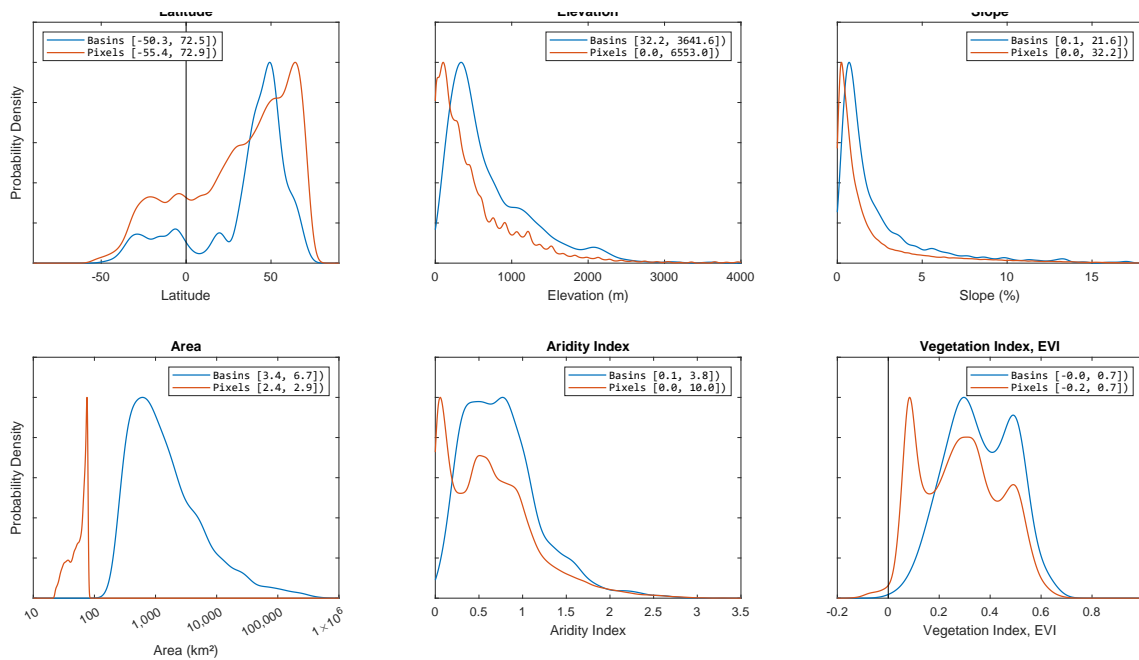 Latitude
Elevation
Slope
Basins [-50.3, 72.5])
Pixels [-55.4, 72.9])
Basins [32.2, 3641.6])
Pixels [0.0, 6553.0])
Basins [0.1, 21.6])
Pixels [0.0, 32.2])
Probability Density
-50 0 50
Latitude
0 1000 2000 3000 4000
Elevation (m)
0 5 10 15
Slope (%)
Area
Aridity Index
Vegetation Index, EVI
Basins [3.4, 6.7])
Pixels [2.4, 2.9])
Basins [0.1, 3.8])
Pixels [0.0, 10.0])
Basins [-0.0, 0.7])
Pixels [-0.2, 0.7])
Probability Density
10 100 1,000 10,000 100,000 1×10⁶
Area (km²)
0 0.5 1 1.5 2 2.5 3 3.5
Aridity Index
-0.2 0 0.2 0.4 0.6 0.8
Vegetation Index, EVI